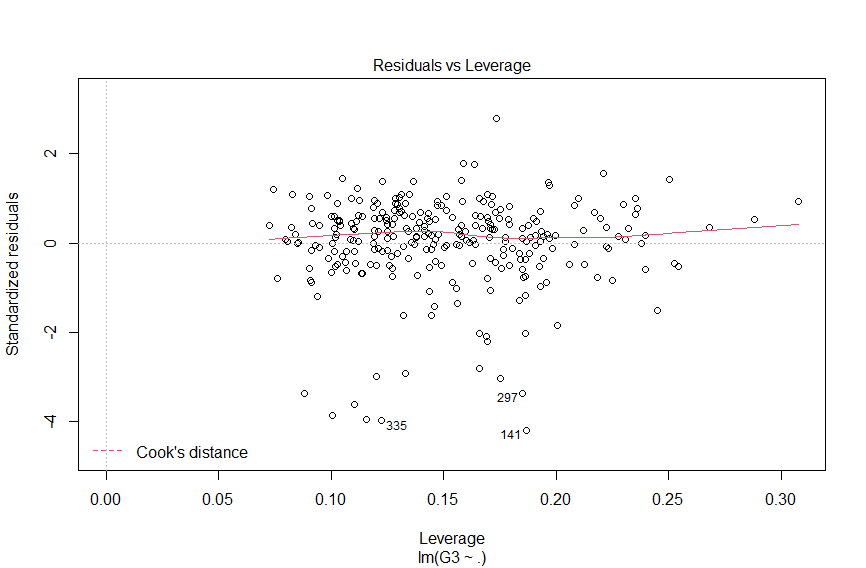 Residuals vs Leverage
Standardized residuals
2
0
-2
-4
297
335
141
Cook's distance
0.00 0.05 0.10 0.15 0.20 0.25 0.30
Leverage
lm(G3 ~ .)